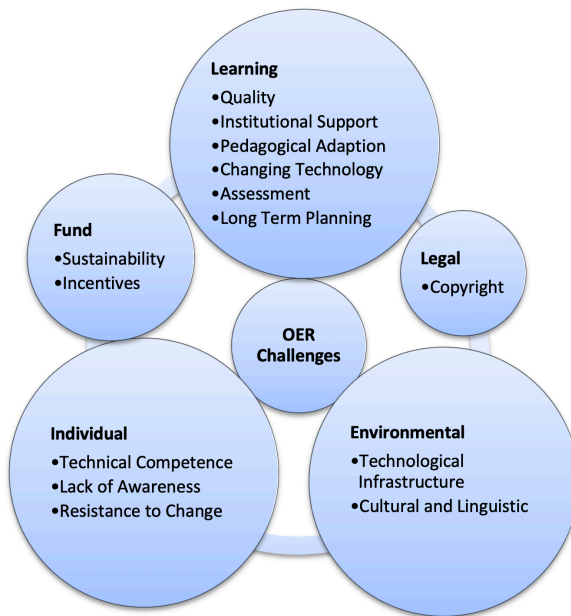 Learning
•Quality
•Institutional Support
•Pedagogical Adaption
•Changing Technology
•Assessment
•Long Term Planning
Fund
•Sustainability
•Incentives
Legal
•Copyright
OER
Challenges
Individual
•Technical Competence
•Lack of Awareness
•Resistance to Change
Environmental
•Technological
Infrastructure
•Cultural and Linguistic